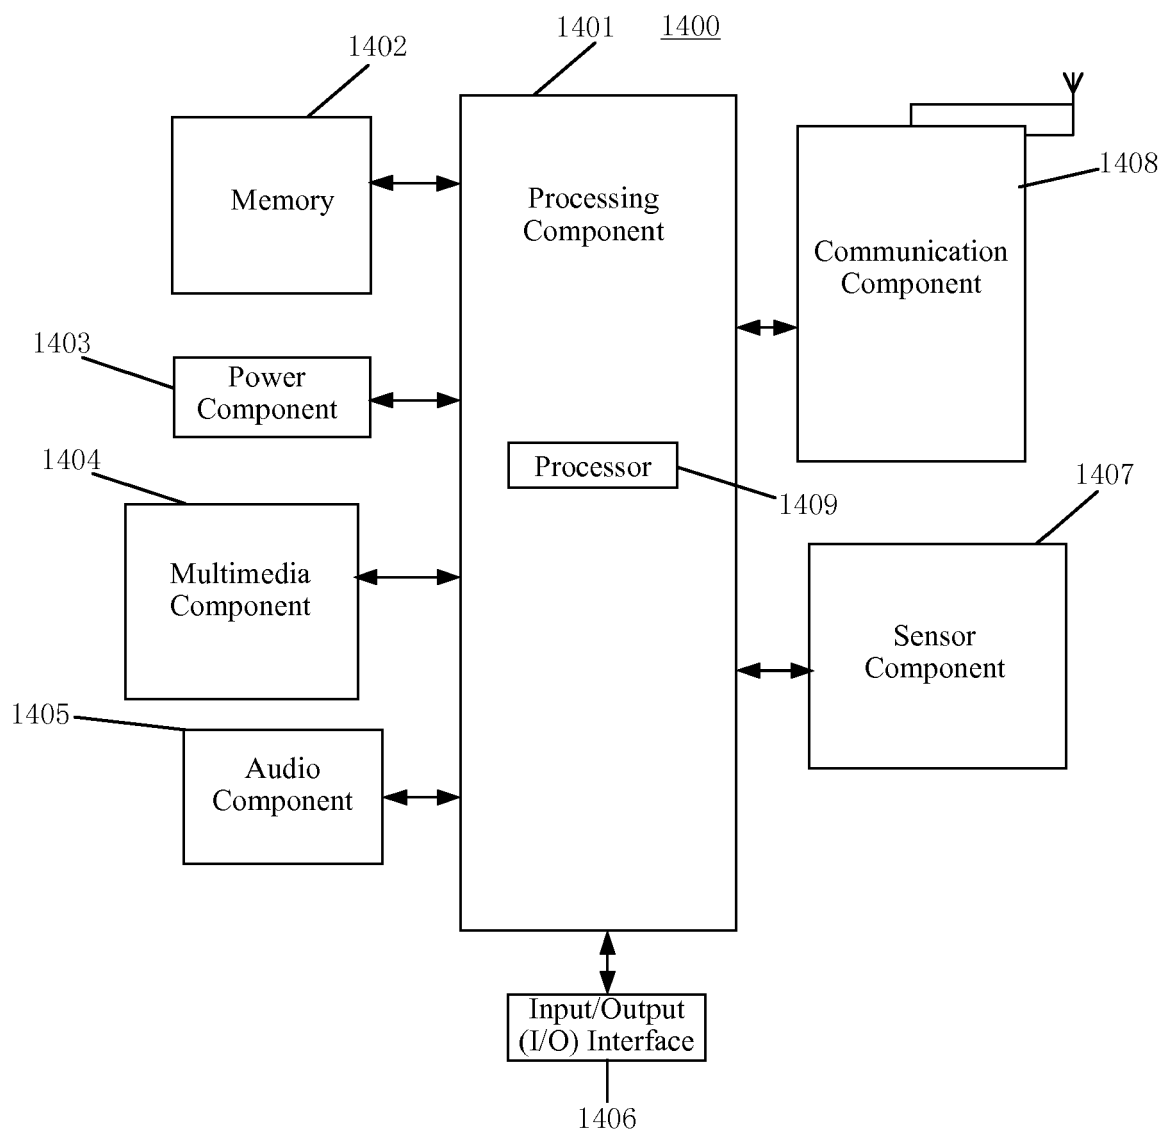 1400
1401
1402
Memory
Processing
Component
1408
Communication
Component
1403
Power
Component
1404
Processor
1409
1407
Multimedia
Component
Sensor
Component
1405
Audio
Component
Input/Output
(I/O) Interface
1406